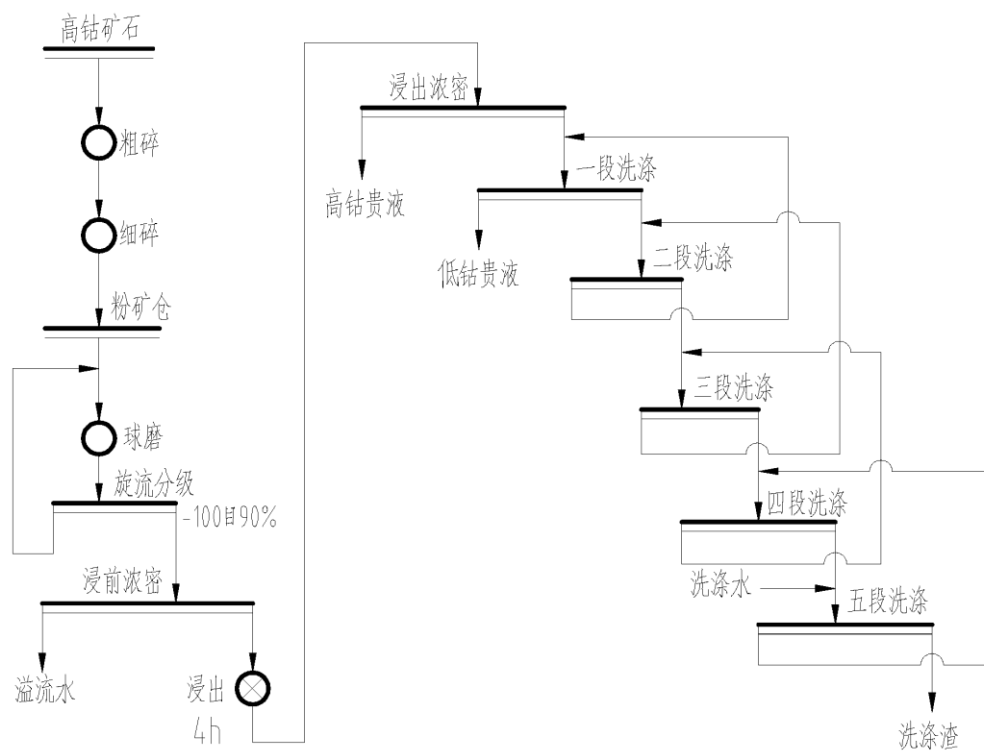 高钴矿石
粗碎
细碎
粉矿仓
球磨
旋流分级
-100目90%
浸前浓密
溢流水
浸出
4h
浸出浓密
高钴贵液
一段洗涤
低钴贵液
二段洗涤
三段洗涤
四段洗涤
洗涤水
五段洗涤
洗涤渣